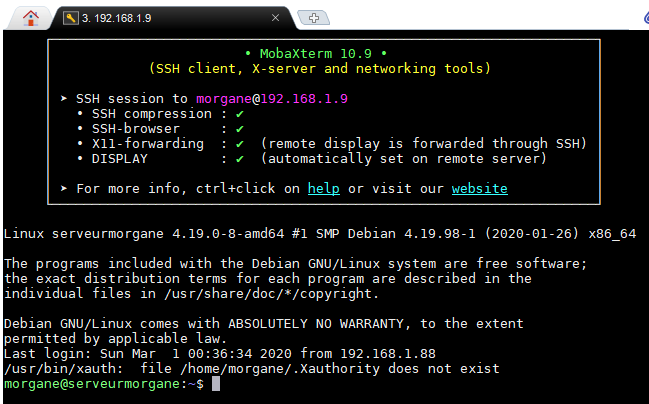 3. 192.168.1.9
• MobaXterm 10.9 •
(SSH client, X-server and networking tools)
➤ SSH session to morgane@192.168.1.9
• SSH compression : ✔
• SSH-browser : ✔
• X11-forwarding : ✔ (remote display is forwarded through SSH)
• DISPLAY : ✔ (automatically set on remote server)
➤ For more info, ctrl+click on help or visit our website
Linux serveurmorgane 4.19.0-8-amd64 #1 SMP Debian 4.19.98-1 (2020-01-26) x86_64
The programs included with the Debian GNU/Linux system are free software;
the exact distribution terms for each program are described in the
individual files in /usr/share/doc/*/copyright.
Debian GNU/Linux comes with ABSOLUTELY NO WARRANTY, to the extent
permitted by applicable law.
Last login: Sun Mar  1 00:36:34 2020 from 192.168.1.88
/usr/bin/xauth:  file /home/morgane/.Xauthority does not exist
morgane@serveurmorgane:~$